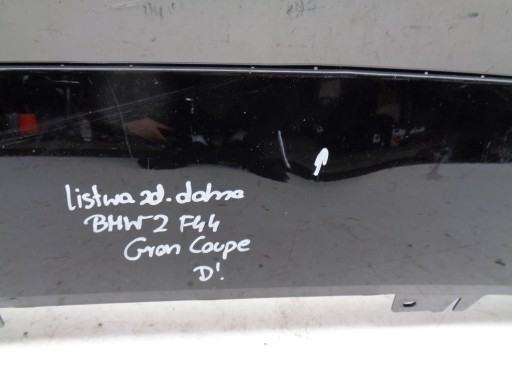 listwa zd. dolna
BMW 2 F44
Gran Coupe
D!